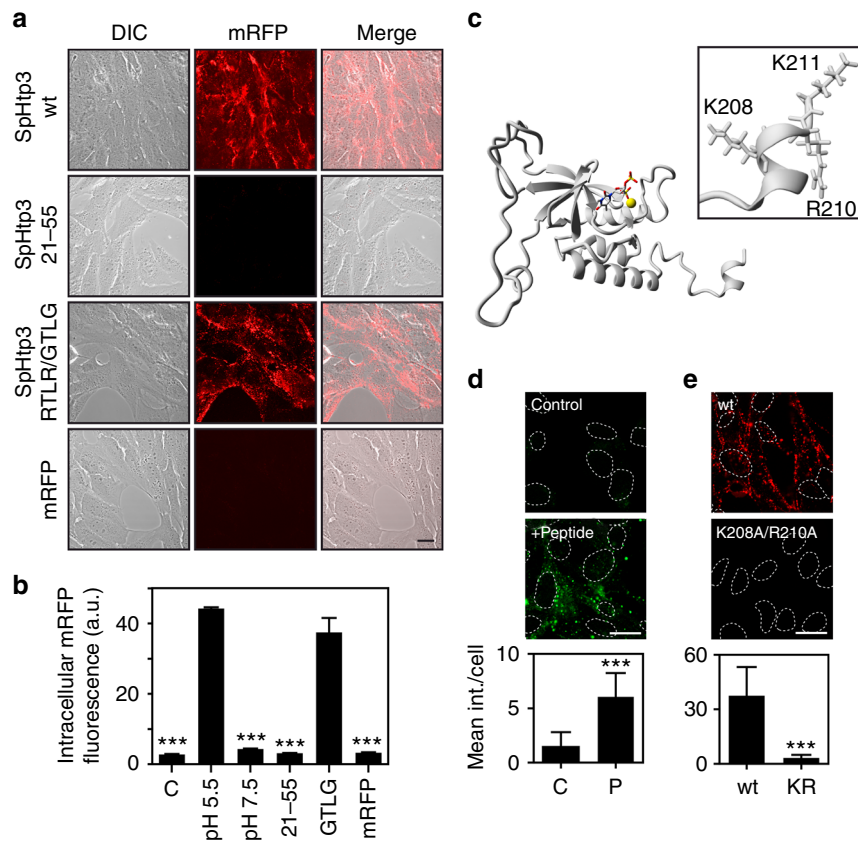 a
DIC mRFP Merge
SpHtp3
wt
SpHtp3
21–55
SpHtp3
RTLR/GTLG
mRFP
b
Intracellular mRFP
fluorescence (a.u.)
40
20
0
*** *** *** ***
C pH 5.5 pH 7.5 21–55 GTLG mRFP
c
K211
K208
R210
d
Control
+Peptide
Mean int./cell
10
5
0
***
C P
e
wt
K208A/R210A
60
30
0
***
wt KR